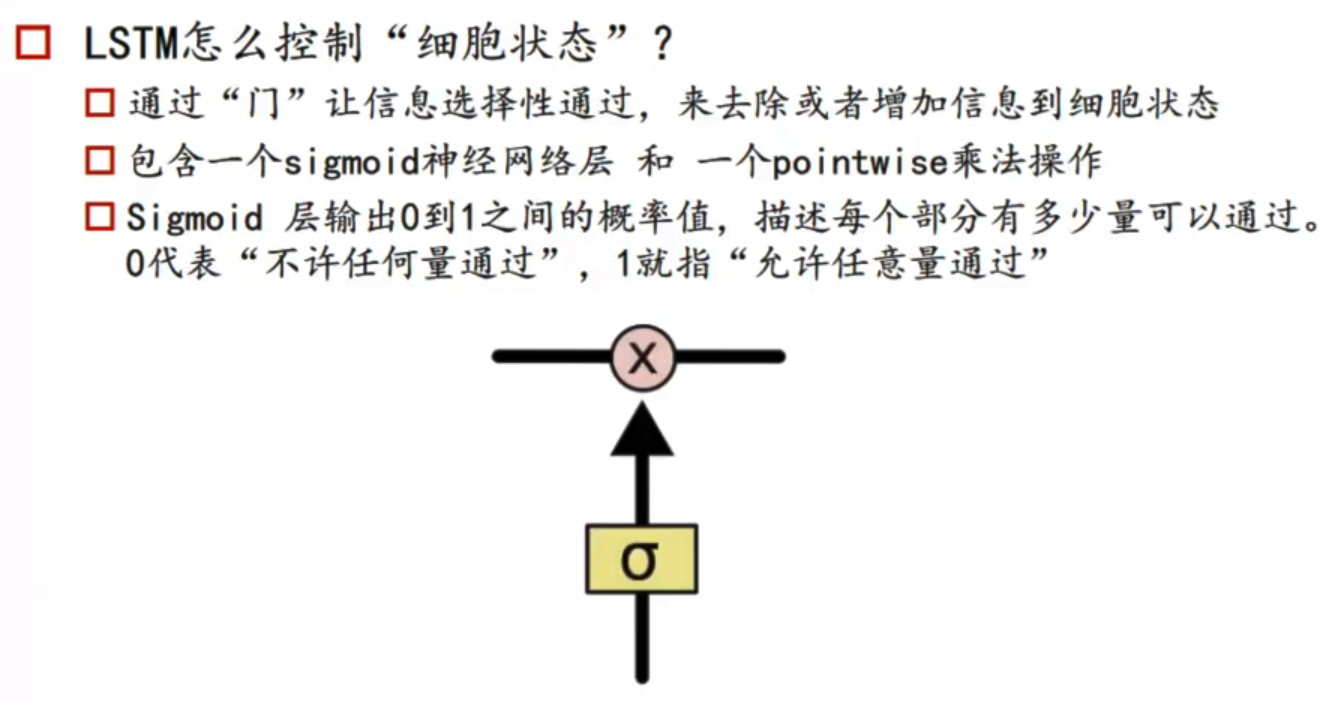 LSTM怎么控制“细胞状态”?
通过“门”让信息选择性通过，来去除或者增加信息到细胞状态
包含一个sigmoid神经网络层 和 一个pointwise乘法操作
Sigmoid 层输出0到1之间的概率值，描述每个部分有多少量可以通过。
0代表“不许任何量通过”，1就指“允许任意量通过”
X
σ